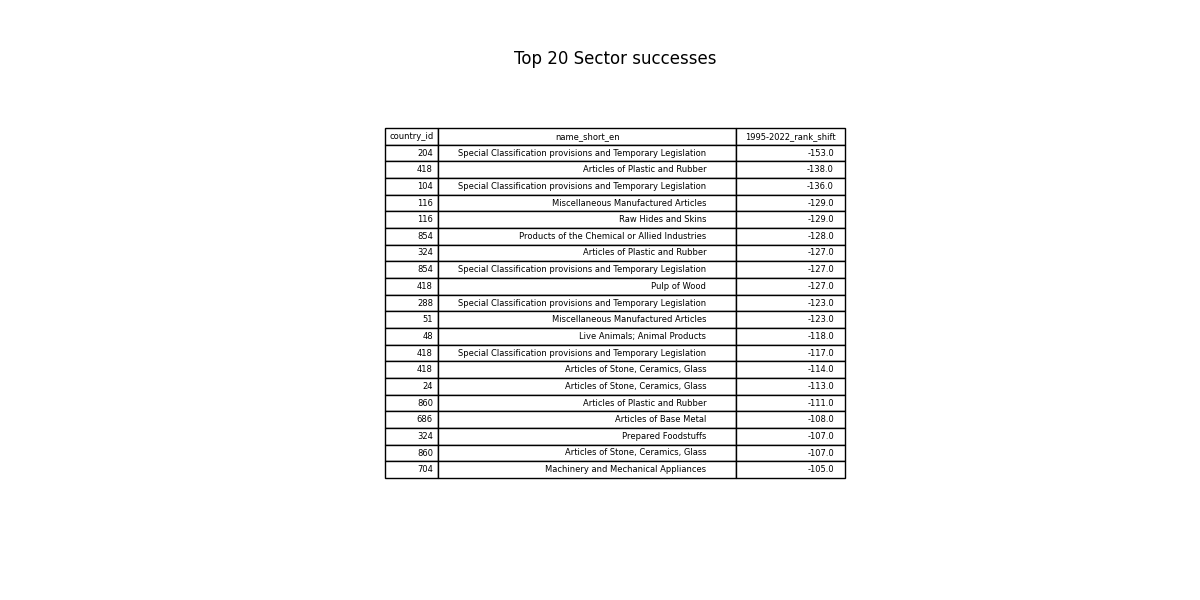 Top 20 Sector successes
country_id name_short_en 1995-2022_rank_shift
204 Special Classification provisions and Temporary Legislation -153.0
418 Articles of Plastic and Rubber -138.0
104 Special Classification provisions and Temporary Legislation -136.0
116 Miscellaneous Manufactured Articles -129.0
116 Raw Hides and Skins -129.0
854 Products of the Chemical or Allied Industries -128.0
324 Articles of Plastic and Rubber -127.0
854 Special Classification provisions and Temporary Legislation -127.0
418 Pulp of Wood -127.0
288 Special Classification provisions and Temporary Legislation -123.0
51 Miscellaneous Manufactured Articles -123.0
48 Live Animals; Animal Products -118.0
418 Special Classification provisions and Temporary Legislation -117.0
418 Articles of Stone, Ceramics, Glass -114.0
24 Articles of Stone, Ceramics, Glass -113.0
860 Articles of Plastic and Rubber -111.0
686 Articles of Base Metal -108.0
324 Prepared Foodstuffs -107.0
860 Articles of Stone, Ceramics, Glass -107.0
704 Machinery and Mechanical Appliances -105.0